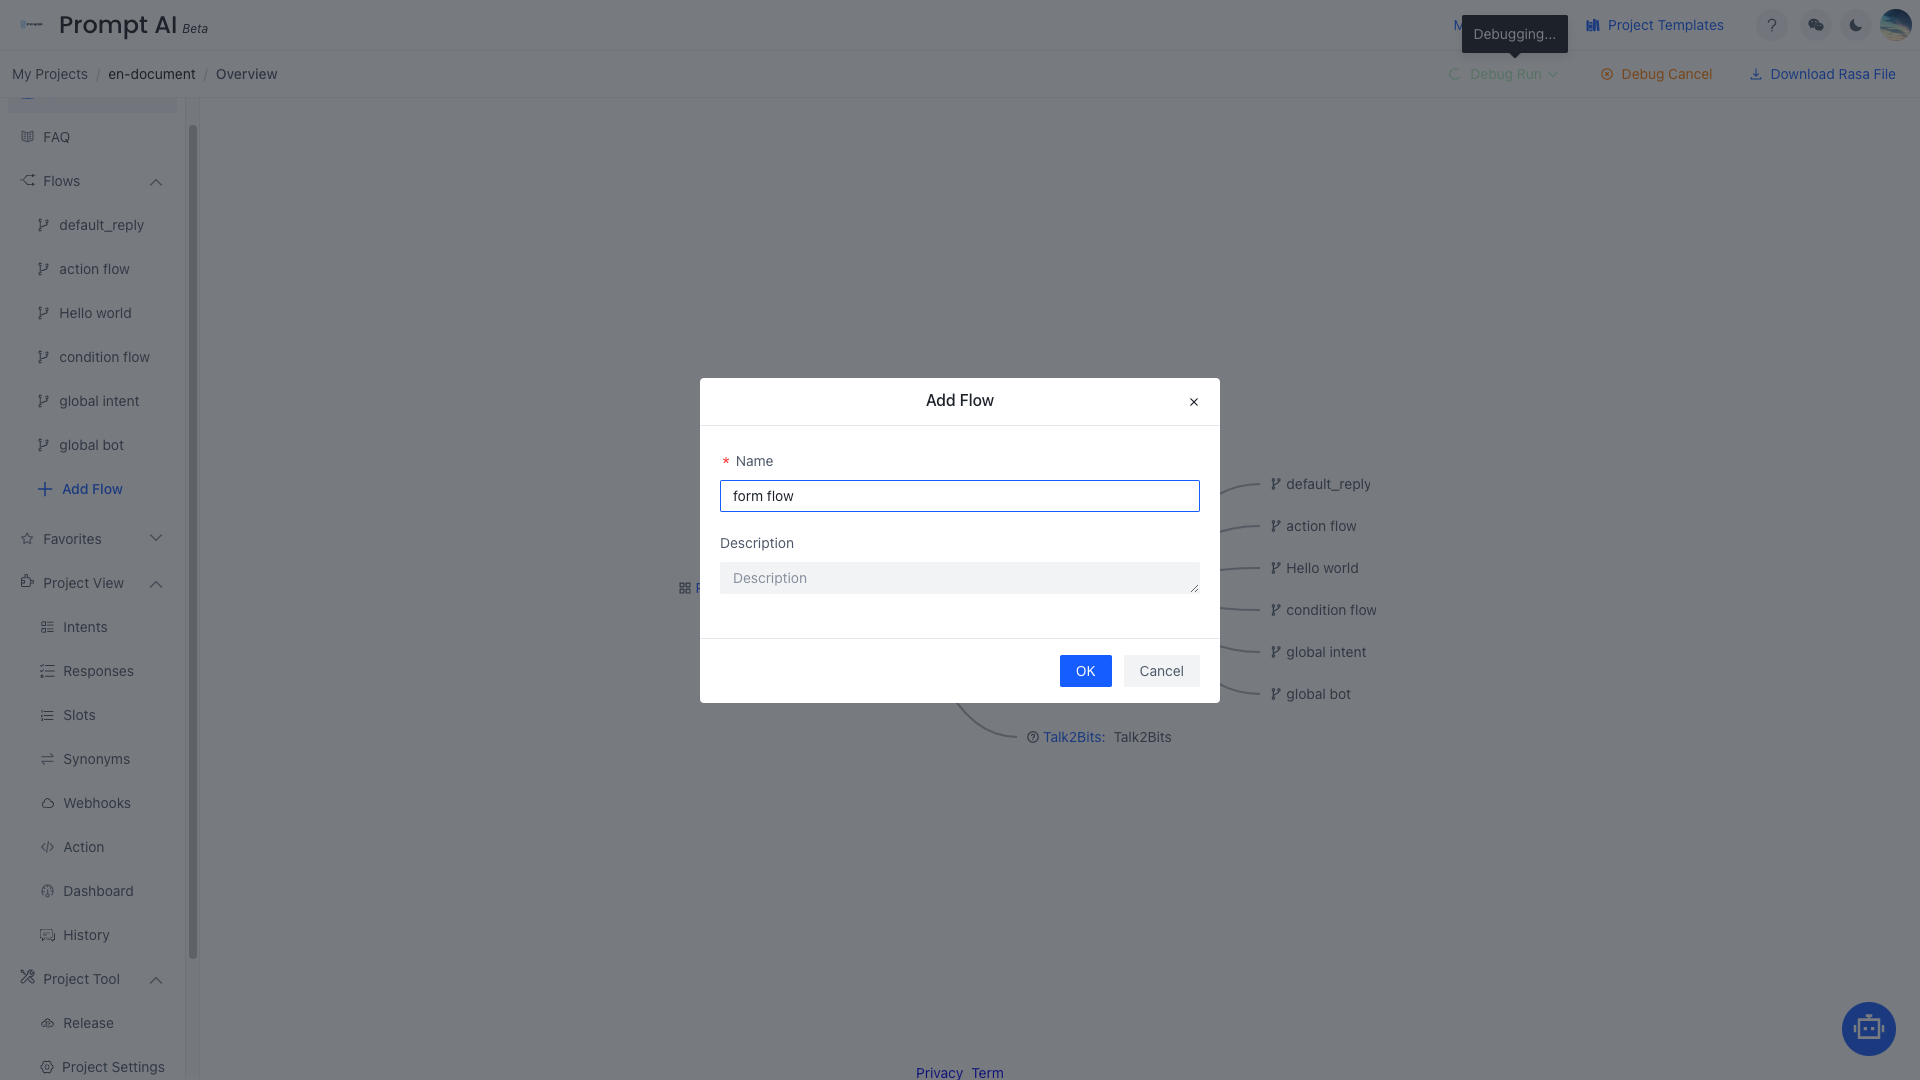 Prompt AI Beta
Debugging...
Project Templates
My Projects / en-document / Overview
Debug Run
Debug Cancel
Download Rasa File
FAQ
Flows
default_reply
action flow
Hello world
condition flow
global intent
global bot
Add Flow
Favorites
Project View
Intents
Responses
Slots
Synonyms
Webhooks
Action
Dashboard
History
Project Tool
Release
Project Settings
Add Flow
* Name
form flow
Description
Description
OK
Cancel
default_reply
action flow
Hello world
condition flow
global intent
global bot
Talk2Bits: Talk2Bits
Privacy Term